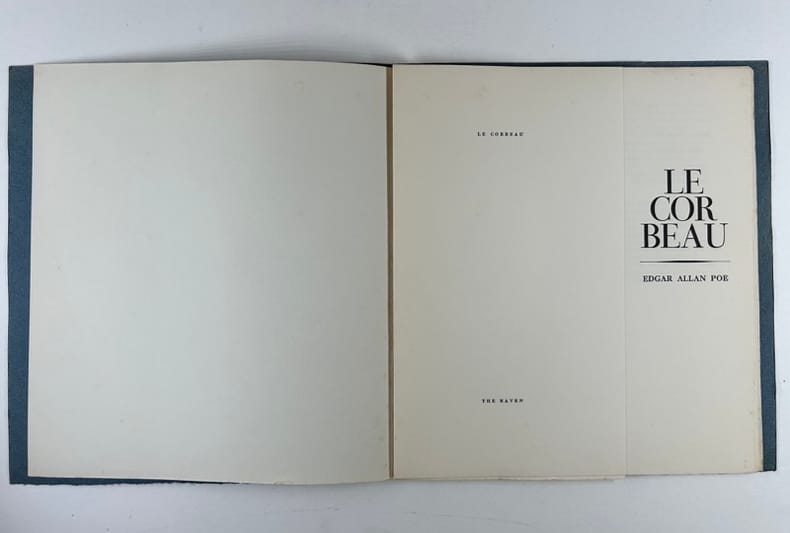 LE CORBEAU
THE RAVEN
LE
COR
BEAU
EDGAR ALLAN POE